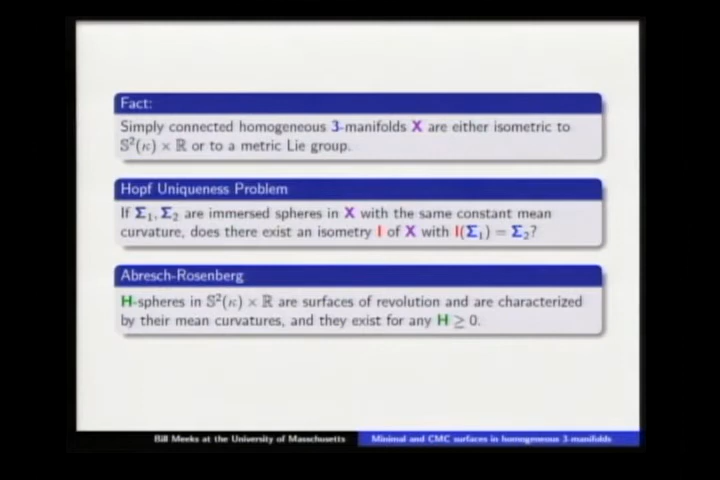 Fact:
Simply connected homogeneous 3-manifolds X are either isometric to
𝕊²(κ) × ℝ or to a metric Lie group.
Hopf Uniqueness Problem
If Σ₁, Σ₂ are immersed spheres in X with the same constant mean
curvature, does there exist an isometry I of X with I(Σ₁) = Σ₂?
Abresch-Rosenberg
H-spheres in 𝕊²(κ) × ℝ are surfaces of revolution and are characterized
by their mean curvatures, and they exist for any H ≥ 0.
Bill Meeks at the University of Massachusetts Minimal and CMC surfaces in homogeneous 3-manifolds